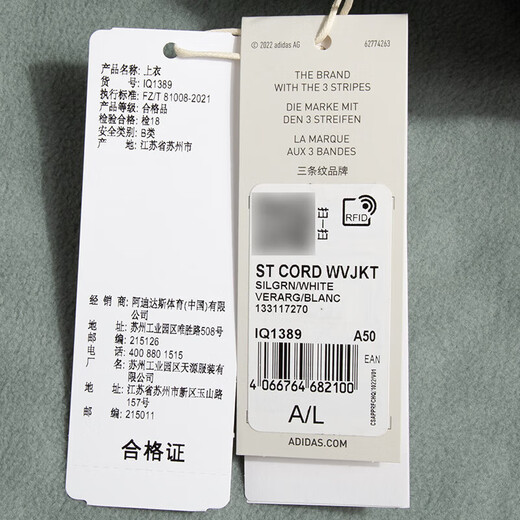 产品名称: 上衣
货 号: IQ1389
执行标准: FZ/T 81008-2021
产品等级: 合格品
检验合格: 检18
安全类别: B类
产 地: 江苏省苏州市
经 销 商: 阿迪达斯体育(中国)有限
公司
地 址: 苏州工业园区唯胜路508号
邮 编: 215126
电 话: 400 880 1515
制 造 商: 苏州工业园区天源服装有
限公司
地 址: 江苏省苏州市新区玉山路
157号
邮 编: 215011
合格证
© 2022 adidas AG 62774263
THE BRAND
WITH THE 3 STRIPES
DIE MARKE MIT
DEN 3 STREIFEN
LA MARQUE
AUX 3 BANDES
三条纹品牌
RFID
ST CORD WVJKT
SILGRN/WHITE
VERARG/BLANC
133117270
IQ1389 A50
EAN
4 066764 682100
A/L
ADIDAS.COM